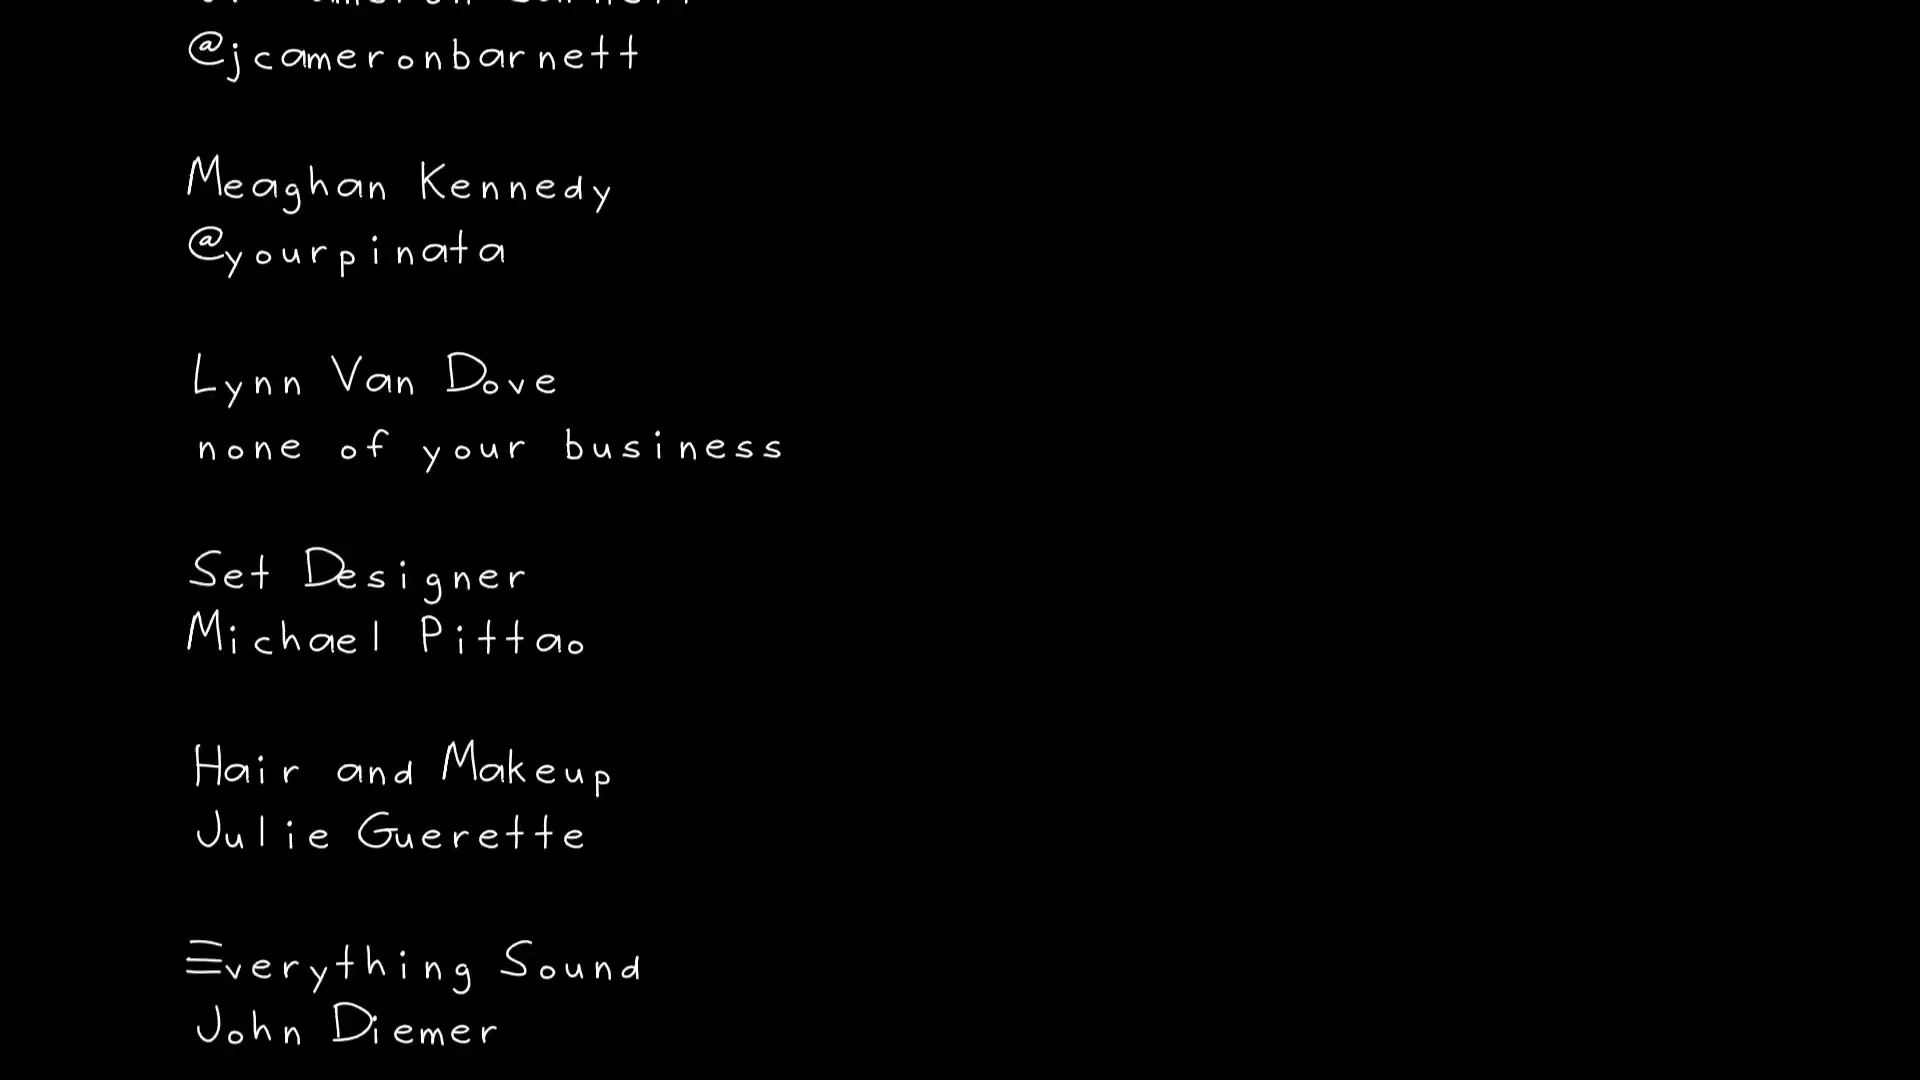 @jcameronbarnett
Meaghan Kennedy
@yourpinata
Lynn Van Dove
none of your business
Set Designer
Michael Pittao
Hair and Makeup
Julie Guerette
Everything Sound
John Diemer